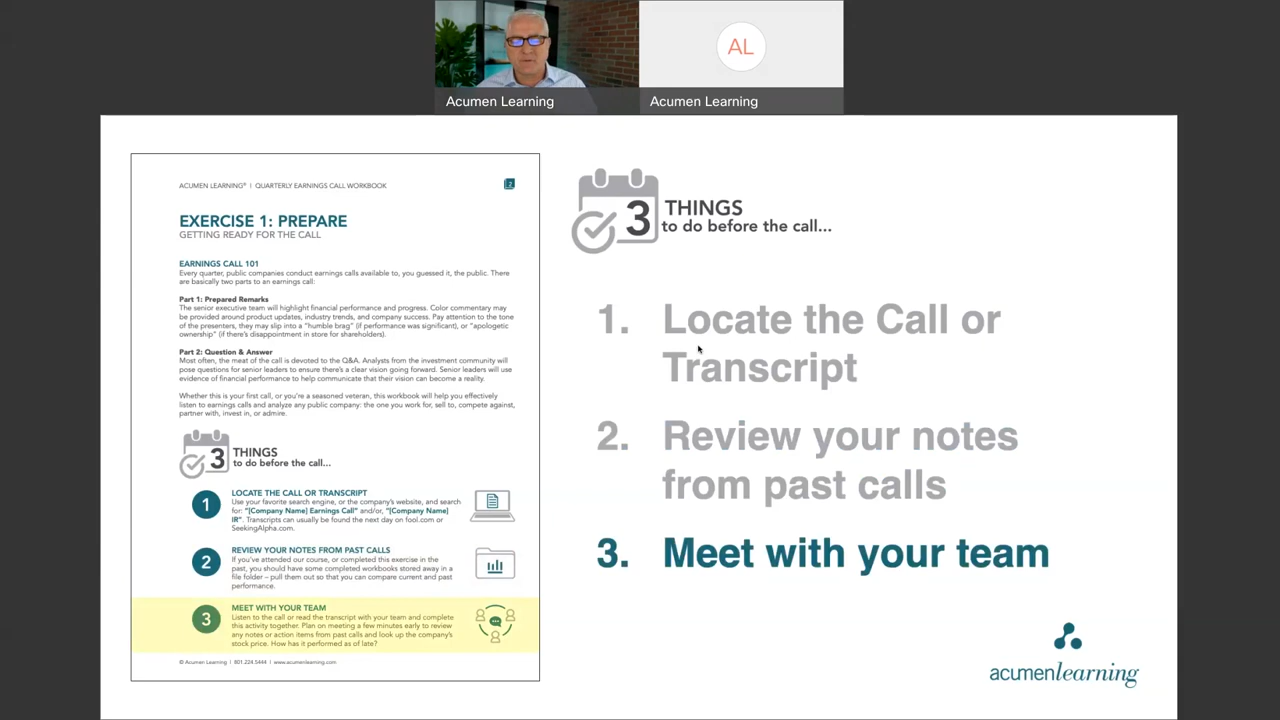 AL
Acumen Learning
Acumen Learning
ACUMEN LEARNING® | QUARTERLY EARNINGS CALL WORKBOOK
2
EXERCISE 1: PREPARE
GETTING READY FOR THE CALL
EARNINGS CALL 101
Every quarter, public companies conduct earnings calls available to, you guessed it, the public. There
are basically two parts to an earnings call:
Part 1: Prepared Remarks
The senior executive team will highlight financial performance and progress. Color commentary may
be provided around product updates, industry trends, and company success. Pay attention to the tone
of the presenters, they may slip into a "humble brag" (if performance was significant), or "apologetic
ownership" (if there's disappointment in store for shareholders).
Part 2: Question & Answer
Most often, the meat of the call is devoted to the Q&A. Analysts from the investment community will
pose questions for senior leaders to ensure there's a clear vision going forward. Senior leaders will use
evidence of financial performance to help communicate that their vision can become a reality.
Whether this is your first call, or you're a seasoned veteran, this workbook will help you effectively
listen to earnings calls and analyze any public company: the one you work for, sell to, compete against,
partner with, invest in, or admire.
3 THINGS
to do before the call...
1 LOCATE THE CALL OR TRANSCRIPT
Use your favorite search engine, or the company's website, and search
for: "[Company Name] Earnings Call" and/or, "[Company Name]
IR". Transcripts can usually be found the next day on fool.com or
SeekingAlpha.com.
2 REVIEW YOUR NOTES FROM PAST CALLS
If you've attended our course, or completed this exercise in the
past, you should have some completed workbooks stored away in a
file folder – pull them out so that you can compare current and past
performance.
3 MEET WITH YOUR TEAM
Listen to the call or read the transcript with your team and complete
this activity together. Plan on meeting a few minutes early to review
any notes or action items from past calls and look up the company's
stock price. How has it performed as of late?
© Acumen Learning | 801.224.5444 | www.acumenlearning.com
3 THINGS
to do before the call...
1. Locate the Call or
Transcript
2. Review your notes
from past calls
3. Meet with your team
acumenlearning